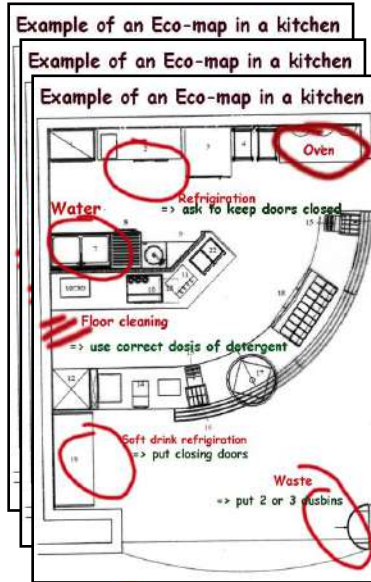 Example of an Eco-map in a kitchen
Example of an Eco-map in a kitchen
Example of an Eco-map in a kitchen
Oven
Refrigiration
=> ask to keep doors closed
Water
MICRO
Floor cleaning
=> use correct dosis of detergent
Soft drink refrigiration
=> put closing doors
Waste
=> put 2 or 3 dusbins